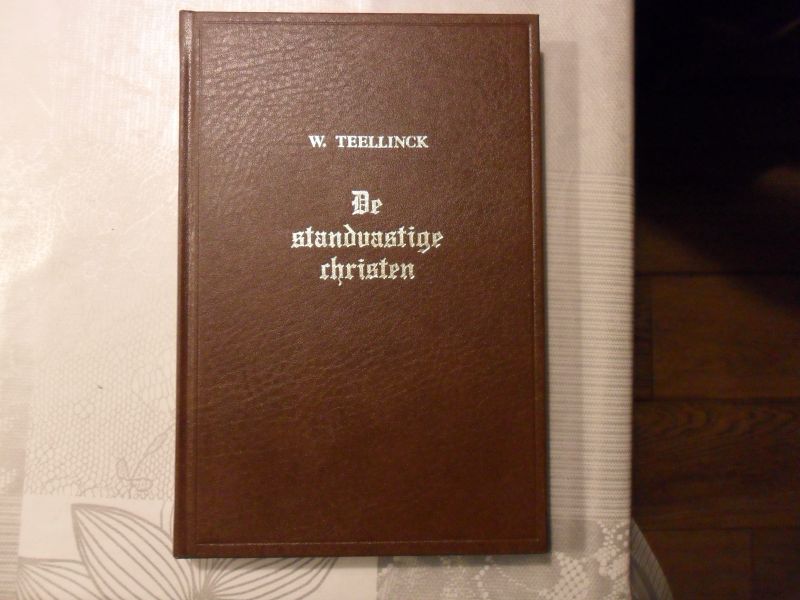 W. TEELLINCK
De
standvastige
christen